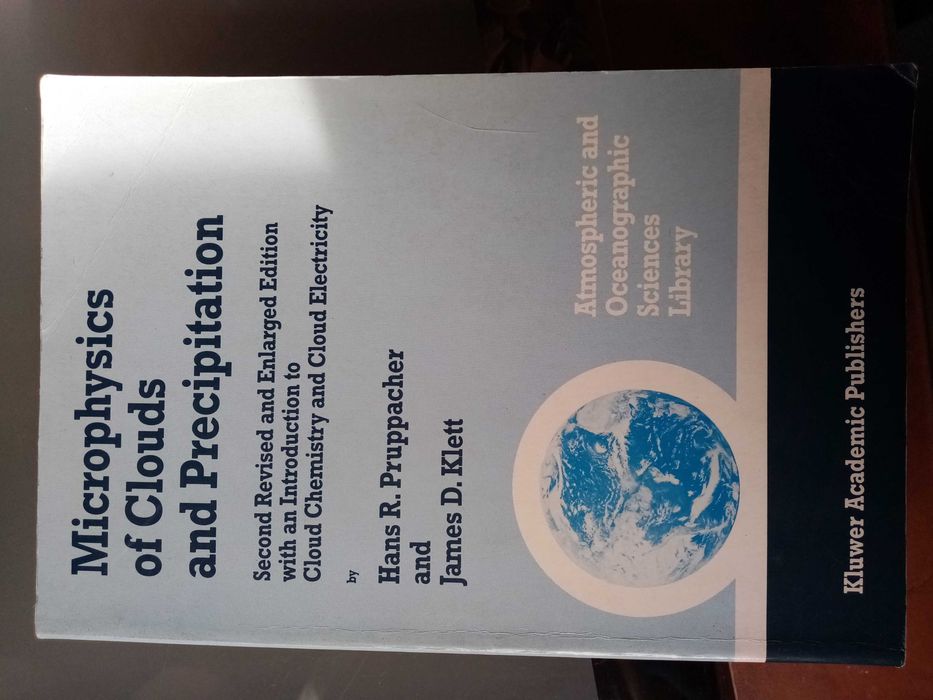 Microphysics
of Clouds
and Precipitation
Second Revised and Enlarged Edition
with an Introduction to
Cloud Chemistry and Cloud Electricity
by
Hans R. Pruppacher
and
James D. Klett
Atmospheric and
Oceanographic
Sciences
Library
Kluwer Academic Publishers